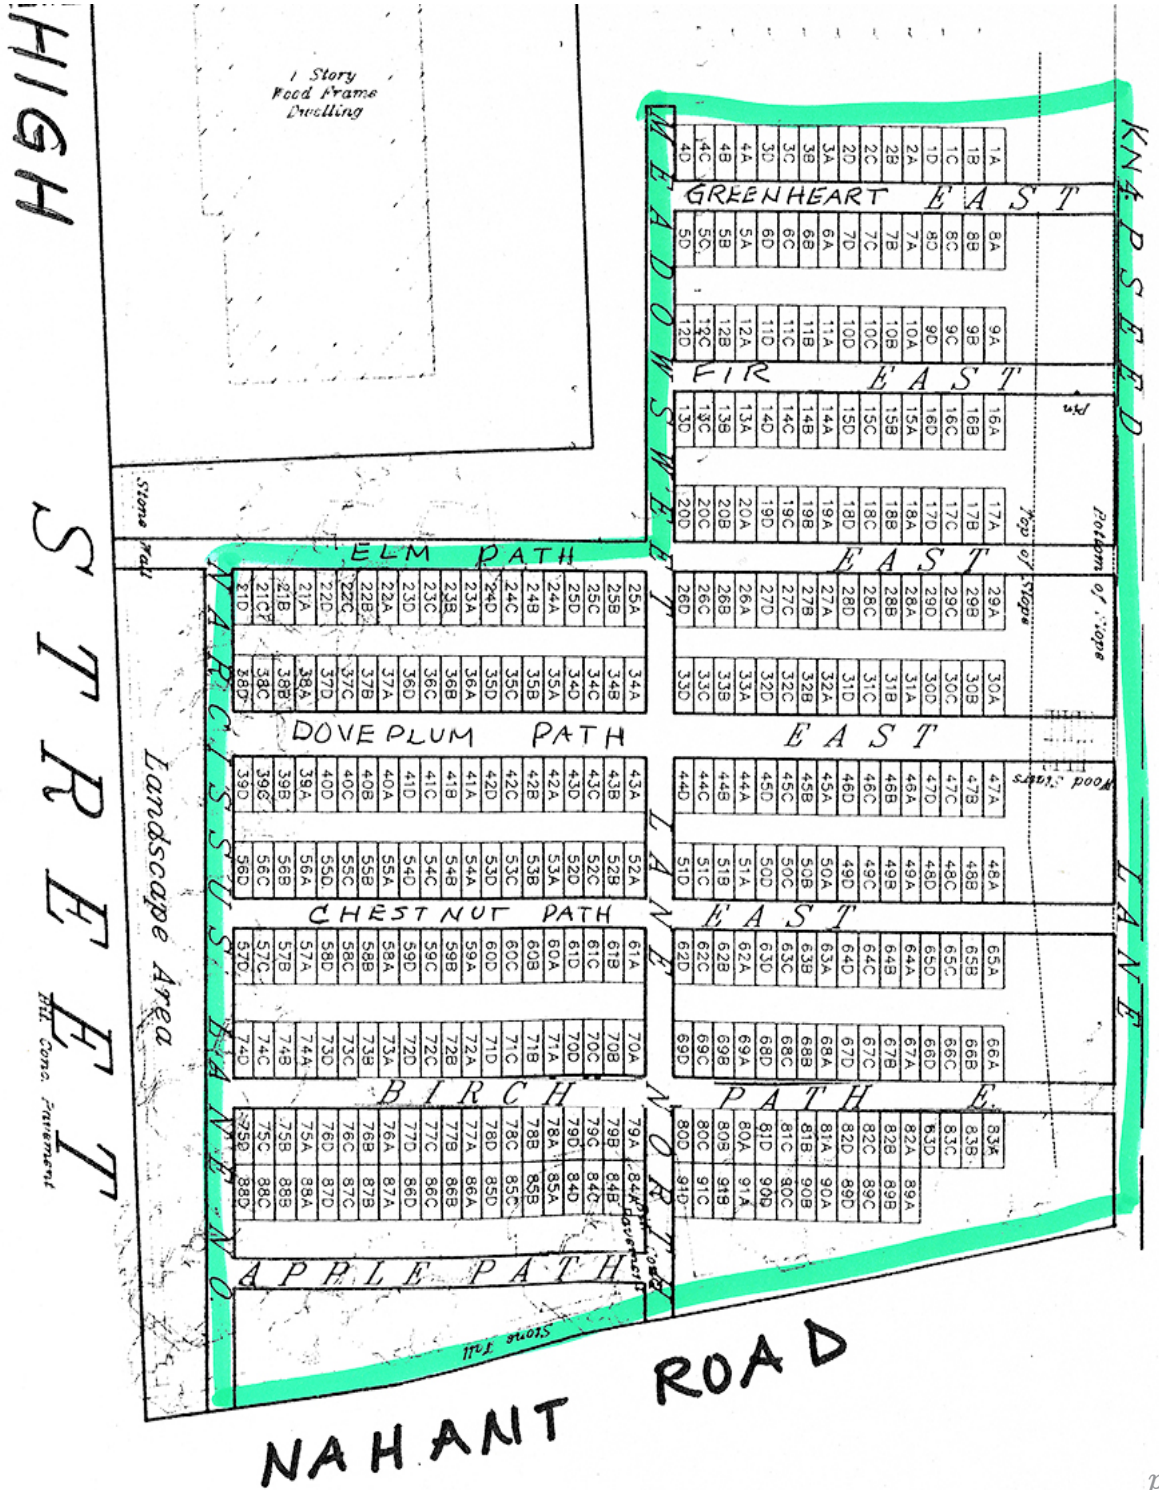 HIGH
STREET
1 Story
Wood Frame
Dwelling
KNAPSEED LANE
MEADOWSWEET LANE NORTH
4D 4C 4B 4A 3D 3C 3B 3A 2D 2C 2B 2A 1D 1C 1B 1A
GREENHEART EAST
5D 5C 5B 5A 6D 6C 6B 6A 7D 7C 7B 7A 8D 8C 8B 8A
12D 12C 12B 12A 11D 11C 11B 11A 10D 10C 10B 10A 9D 9C 9B 9A
FIR EAST
Pin
13D 13C 13B 13A 14D 14C 14B 14A 15D 15C 15B 15A 16D 16C 16B 16A
20D 20C 20B 20A 19D 19C 19B 19A 18D 18C 18B 18A 17D 17C 17B 17A
Top of Slope
Bottom of Slope
Stone Wall
ELM PATH EAST
NARCISSUS LANE NO.
21D 21C 21B 21A 22D 22C 22B 22A 23D 23C 23B 23A 24D 24C 24B 24A 25D 25C 25B 25A
26D 26C 26B 26A 27D 27C 27B 27A 28D 28C 28B 28A 29D 29C 29B 29A
38D 38C 38B 38A 37D 37C 37B 37A 36D 36C 36B 36A 35D 35C 35B 35A 34D 34C 34B 34A
33D 33C 33B 33A 32D 32C 32B 32A 31D 31C 31B 31A 30D 30C 30B 30A
DOVEPLUM PATH EAST
Wood Stairs
39D 39C 39B 39A 40D 40C 40B 40A 41D 41C 41B 41A 42D 42C 42B 42A 43D 43C 43B 43A
44D 44C 44B 44A 45D 45C 45B 45A 46D 46C 46B 46A 47D 47C 47B 47A
56D 56C 56B 56A 55D 55C 55B 55A 54D 54C 54B 54A 53D 53C 53B 53A 52D 52C 52B 52A
51D 51C 51B 51A 50D 50C 50B 50A 49D 49C 49B 49A 48D 48C 48B 48A
CHESTNUT PATH EAST
57D 57C 57B 57A 58D 58C 58B 58A 59D 59C 59B 59A 60D 60C 60B 60A 61D 61C 61B 61A
62D 62C 62B 62A 63D 63C 63B 63A 64D 64C 64B 64A 65D 65C 65B 65A
74D 74C 74B 74A 73D 73C 73B 73A 72D 72C 72B 72A 71D 71C 71B 71A 70D 70C 70B 70A
69D 69C 69B 69A 68D 68C 68B 68A 67D 67C 67B 67A 66D 66C 66B 66A
BIRCH PATH E.
75D 75C 75B 75A 76D 76C 76B 76A 77D 77C 77B 77A 78D 78C 78B 78A 79D 79C 79B 79A
80D 80C 80B 80A 81D 81C 81B 81A 82D 82C 82B 82A 83D 83C 83B 83A
88D 88C 88B 88A 87D 87C 87B 87A 86D 86C 86B 86A 85D 85C 85B 85A 84D 84C 84B 84A
91D 91C 91B 91A 90D 90C 90B 90A 89D 89C 89B 89A
APPLE PATH
Landscape Area
Bit. Conc. Pavement
Stone Wall
NAHANT ROAD